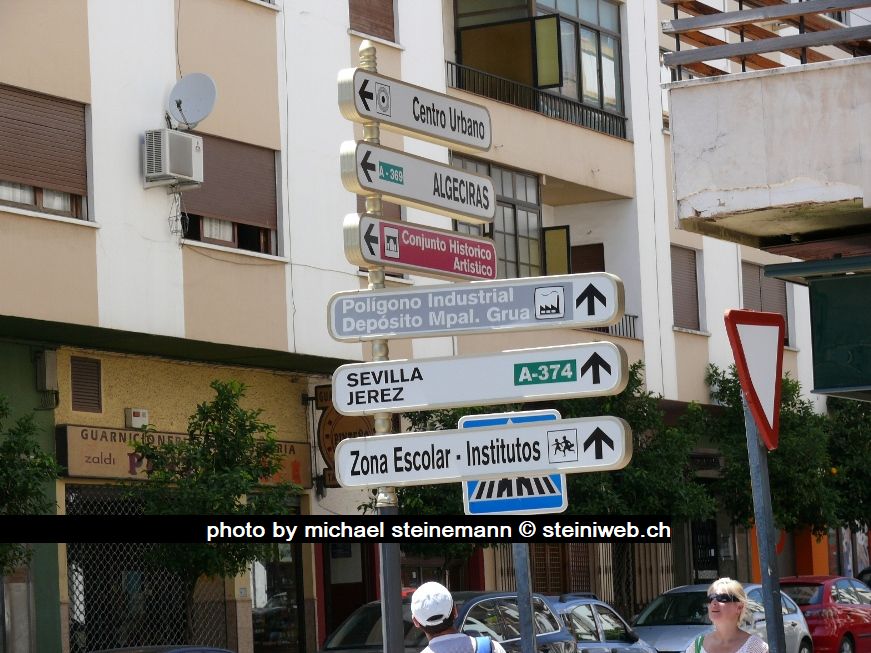 Centro Urbano
A-369 ALGECIRAS
Conjunto Historico
Artistico
Polígono Industrial
Depósito Mpal. Grua
SEVILLA
JEREZ
A-374
Zona Escolar - Institutos
GUARNICIONERIA
zaldi
photo by michael steinemann © steiniweb.ch